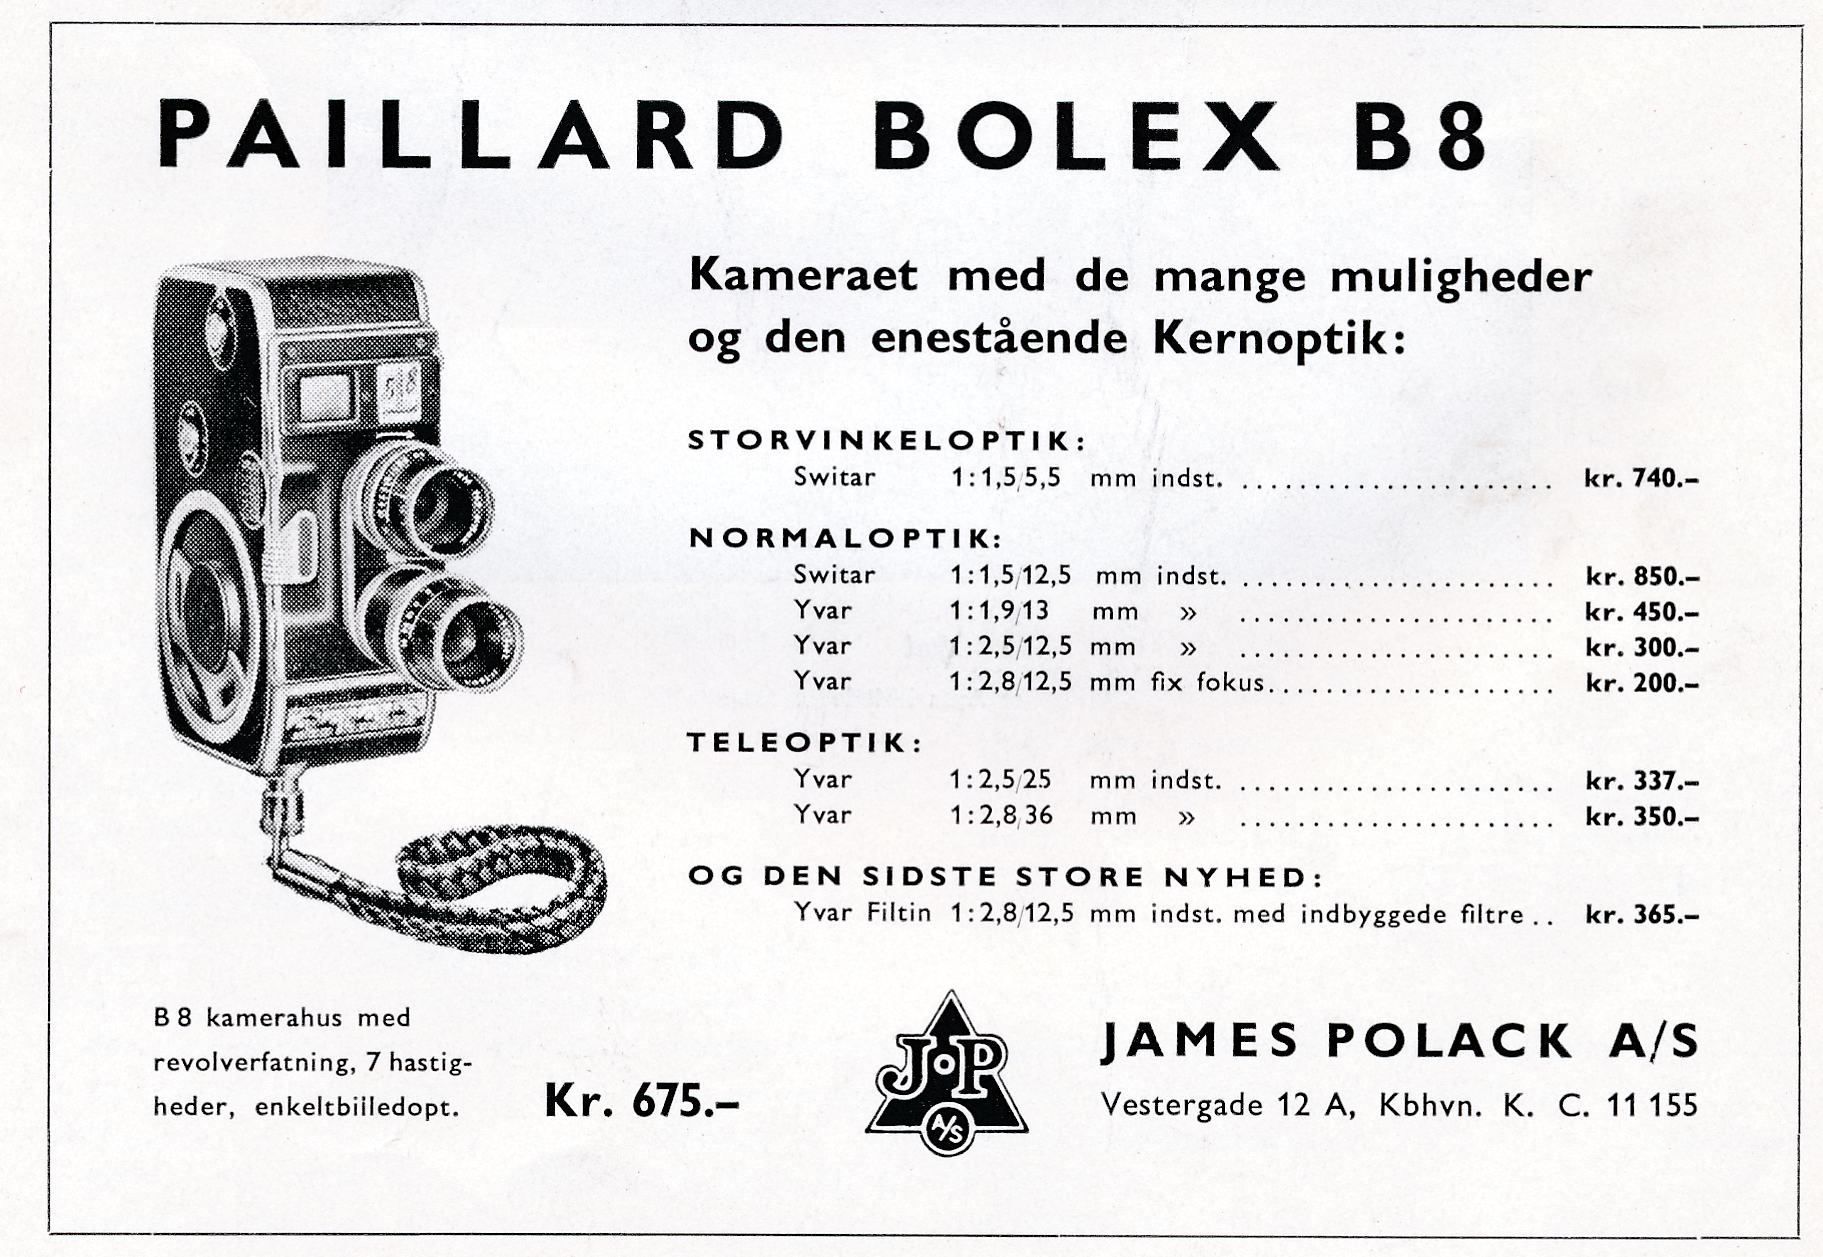 PAILLARD BOLEX B8
Kameraet med de mange muligheder
og den enestående Kernoptik:
STORVINKELOPTIK:
Switar 1:1,5/5,5 mm indst. ...................... kr. 740.–
NORMALOPTIK:
Switar 1:1,5/12,5 mm indst. ...................... kr. 850.–
Yvar 1:1,9/13 mm » ...................... kr. 450.–
Yvar 1:2,5/12,5 mm » ...................... kr. 300.–
Yvar 1:2,8/12,5 mm fix fokus.................... kr. 200.–
TELEOPTIK:
Yvar 1:2,5/25 mm indst. ...................... kr. 337.–
Yvar 1:2,8/36 mm » ...................... kr. 350.–
OG DEN SIDSTE STORE NYHED:
Yvar Filtin 1:2,8/12,5 mm indst. med indbyggede filtre .. kr. 365.–
B 8 kamerahus med
revolverfatning, 7 hastig-
heder, enkeltbilledopt.
Kr. 675.–
JoP
A/S
JAMES POLACK A/S
Vestergade 12 A, Kbhvn. K. C. 11 155